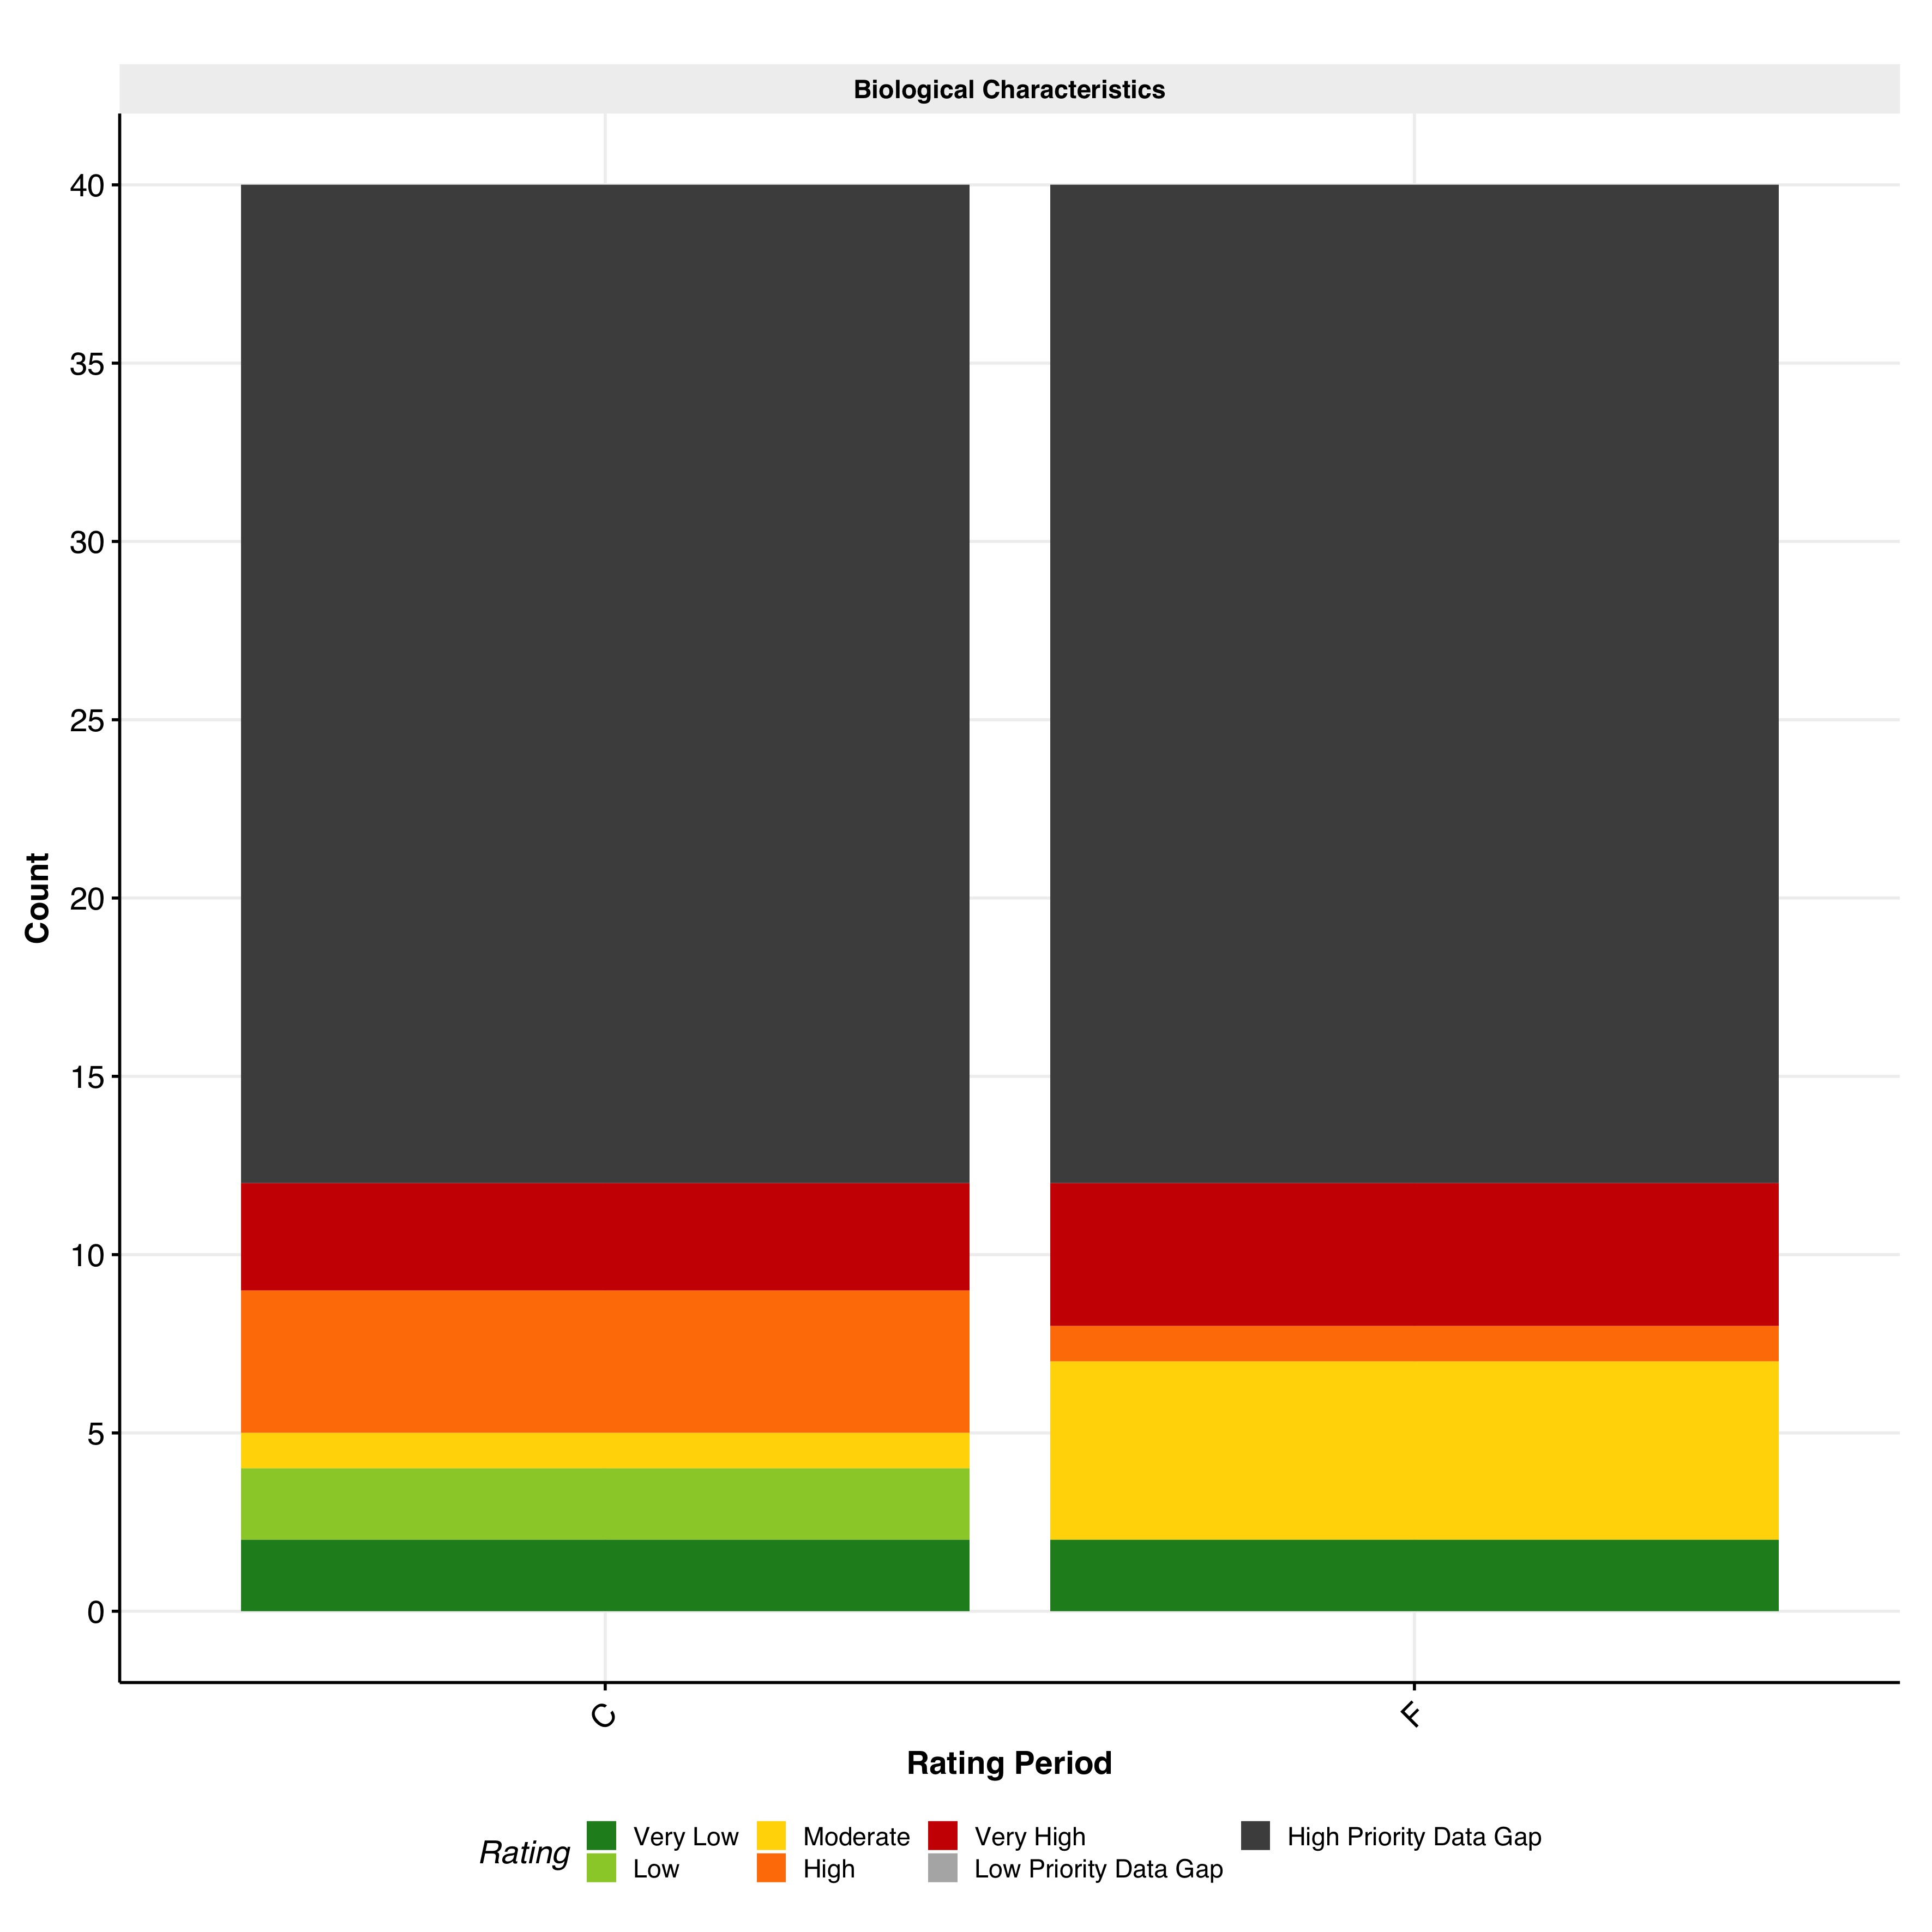 Biological Characteristics
40
35
30
25
20
15
10
5
0
Count
C
F
Rating Period
Rating
Very Low
Moderate
Very High
High Priority Data Gap
Low
High
Low Priority Data Gap